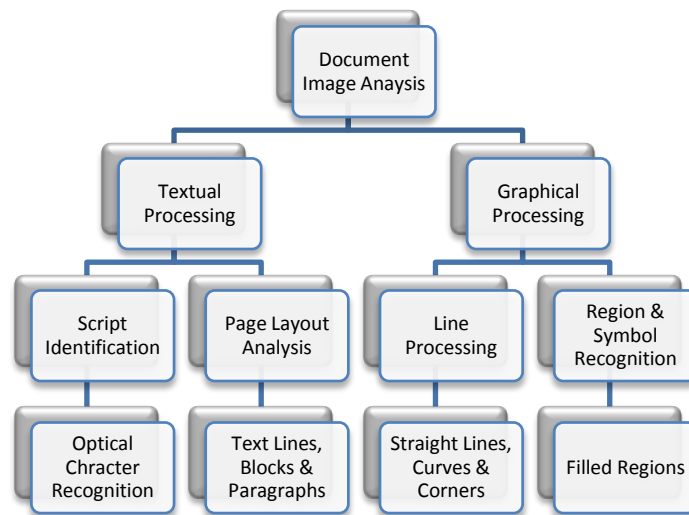 Document
Image Anaysis
Textual
Processing
Graphical
Processing
Script
Identification
Page Layout
Analysis
Line
Processing
Region &
Symbol
Recognition
Optical
Chracter
Recognition
Text Lines,
Blocks &
Paragraphs
Straight Lines,
Curves &
Corners
Filled Regions